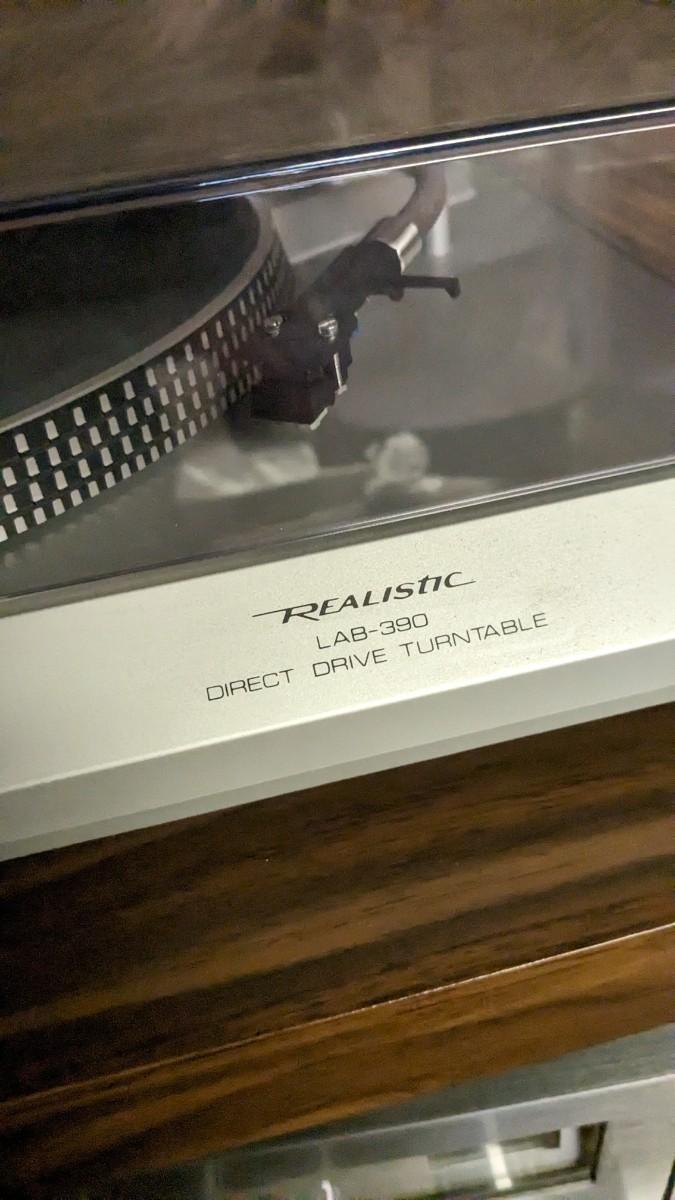 REALISTIC
LAB-390
DIRECT DRIVE TURNTABLE